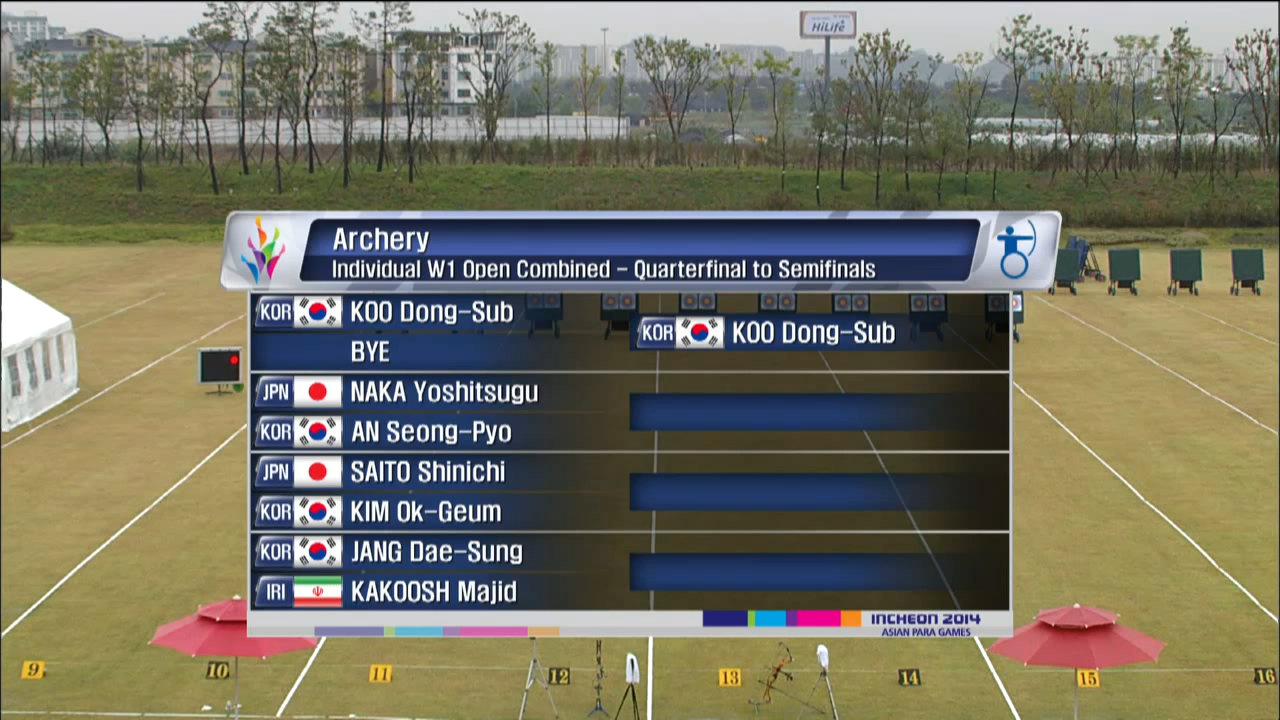 HiLife
Archery
Individual W1 Open Combined – Quarterfinal to Semifinals
KOR KOO Dong-Sub
BYE
KOR KOO Dong-Sub
JPN NAKA Yoshitsugu
KOR AN Seong-Pyo
JPN SAITO Shinichi
KOR KIM Ok-Geum
KOR JANG Dae-Sung
IRI KAKOOSH Majid
INCHEON 2014
ASIAN PARA GAMES
9 10 11 12 13 14 15 16